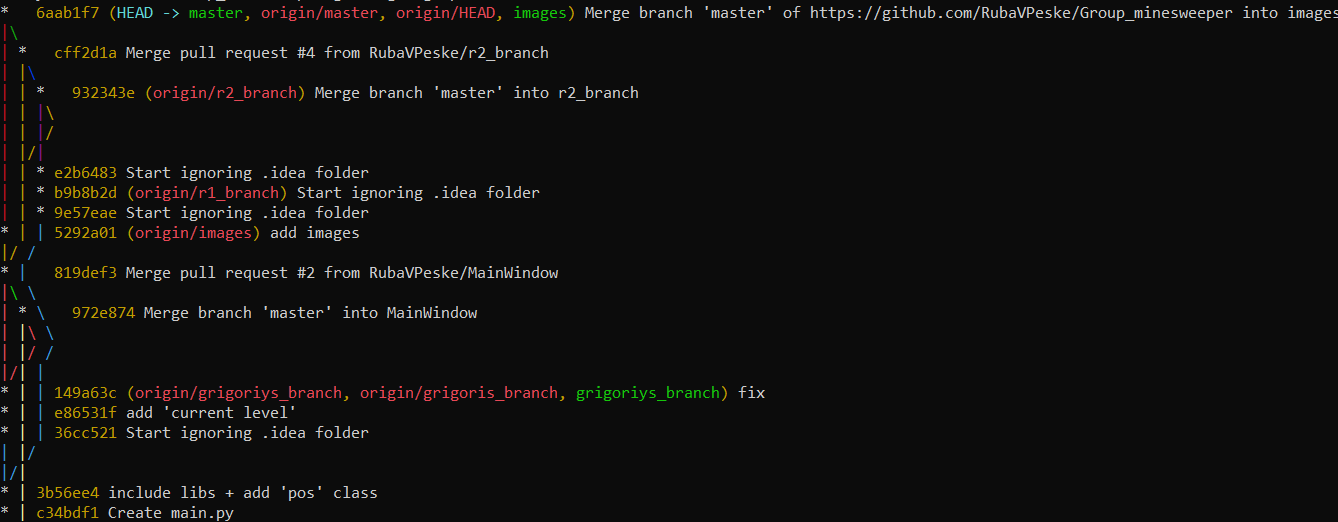 *   6aab1f7 (HEAD -> master, origin/master, origin/HEAD, images) Merge branch 'master' of https://github.com/RubaVPeske/Group_minesweeper into images
|\
| *   cff2d1a Merge pull request #4 from RubaVPeske/r2_branch
| |\
| | *   932343e (origin/r2_branch) Merge branch 'master' into r2_branch
| | |\
| | |/
| |/|
| | * e2b6483 Start ignoring .idea folder
| | * b9b8b2d (origin/r1_branch) Start ignoring .idea folder
| | * 9e57eae Start ignoring .idea folder
* | | 5292a01 (origin/images) add images
|/ /
* |   819def3 Merge pull request #2 from RubaVPeske/MainWindow
|\ \
| * \   972e874 Merge branch 'master' into MainWindow
| |\ \
| |/ /
|/| |
* | | 149a63c (origin/grigoriys_branch, origin/grigoris_branch, grigoriys_branch) fix
* | | e86531f add 'current level'
* | | 36cc521 Start ignoring .idea folder
| |/
|/|
* | 3b56ee4 include libs + add 'pos' class
* | c34bdf1 Create main.py